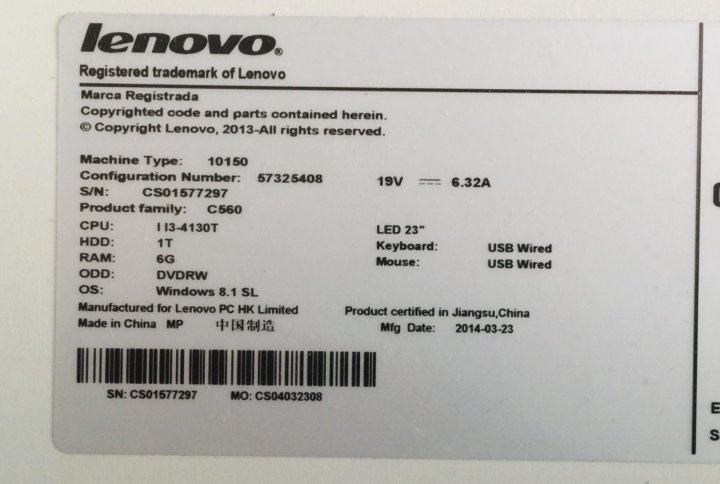 lenovo®
Registered trademark of Lenovo
Marca Registrada
Copyrighted code and parts contained herein.
© Copyright Lenovo, 2013-All rights reserved.
Machine Type: 10150
Configuration Number: 57325408
19V ⎓ 6.32A
S/N: CS01577297
Product family: C560
CPU: I I3-4130T
LED 23"
HDD: 1T
Keyboard: USB Wired
RAM: 6G
Mouse: USB Wired
ODD: DVDRW
OS: Windows 8.1 SL
Manufactured for Lenovo PC HK Limited
Product certified in Jiangsu,China
Made in China MP 中国制造
Mfg Date: 2014-03-23
SN: CS01577297 MO: CS04032308